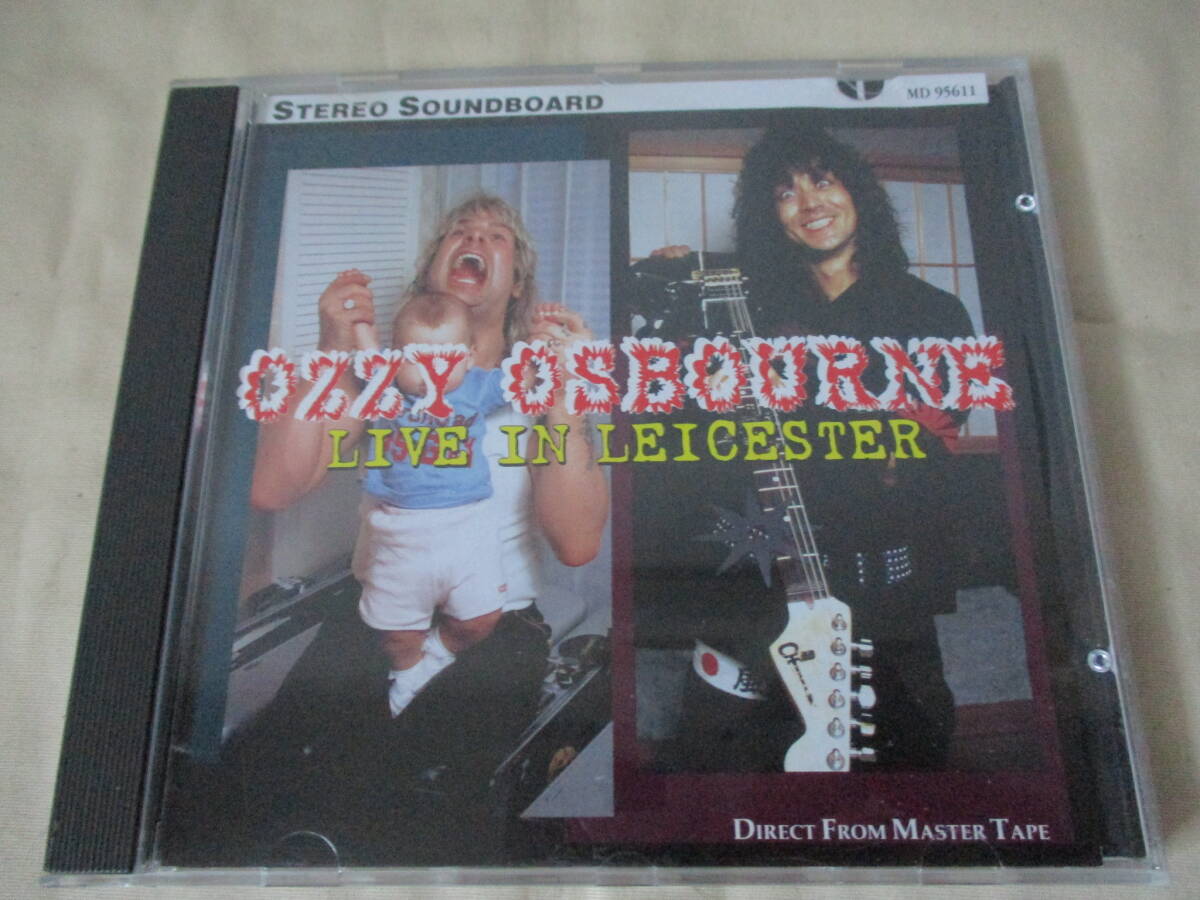 STEREO SOUNDBOARD
MD 95611
OZZY OSBOURNE
LIVE IN LEICESTER
DIRECT FROM MASTER TAPE